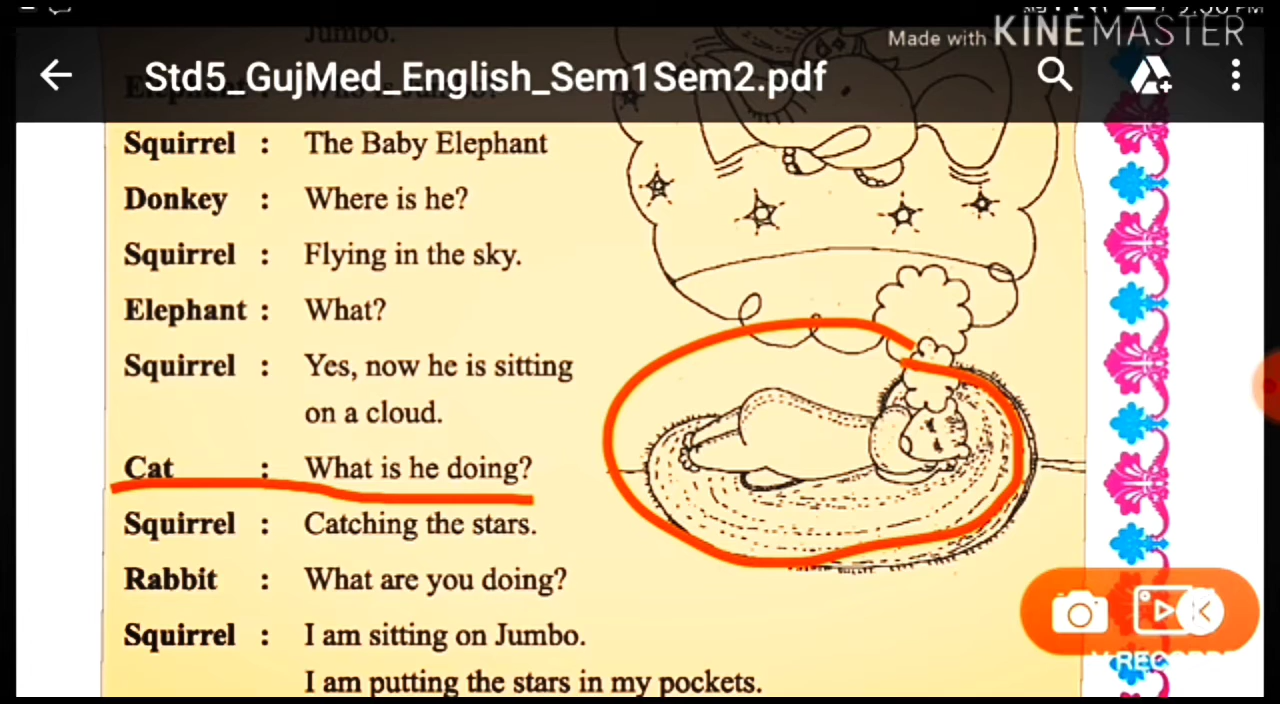 Made with KINEMASTER
Std5_GujMed_English_Sem1Sem2.pdf
Jumbo.
Squirrel : The Baby Elephant
Donkey : Where is he?
Squirrel : Flying in the sky.
Elephant : What?
Squirrel : Yes, now he is sitting
on a cloud.
Cat : What is he doing?
Squirrel : Catching the stars.
Rabbit : What are you doing?
Squirrel : I am sitting on Jumbo.
I am putting the stars in my pockets.